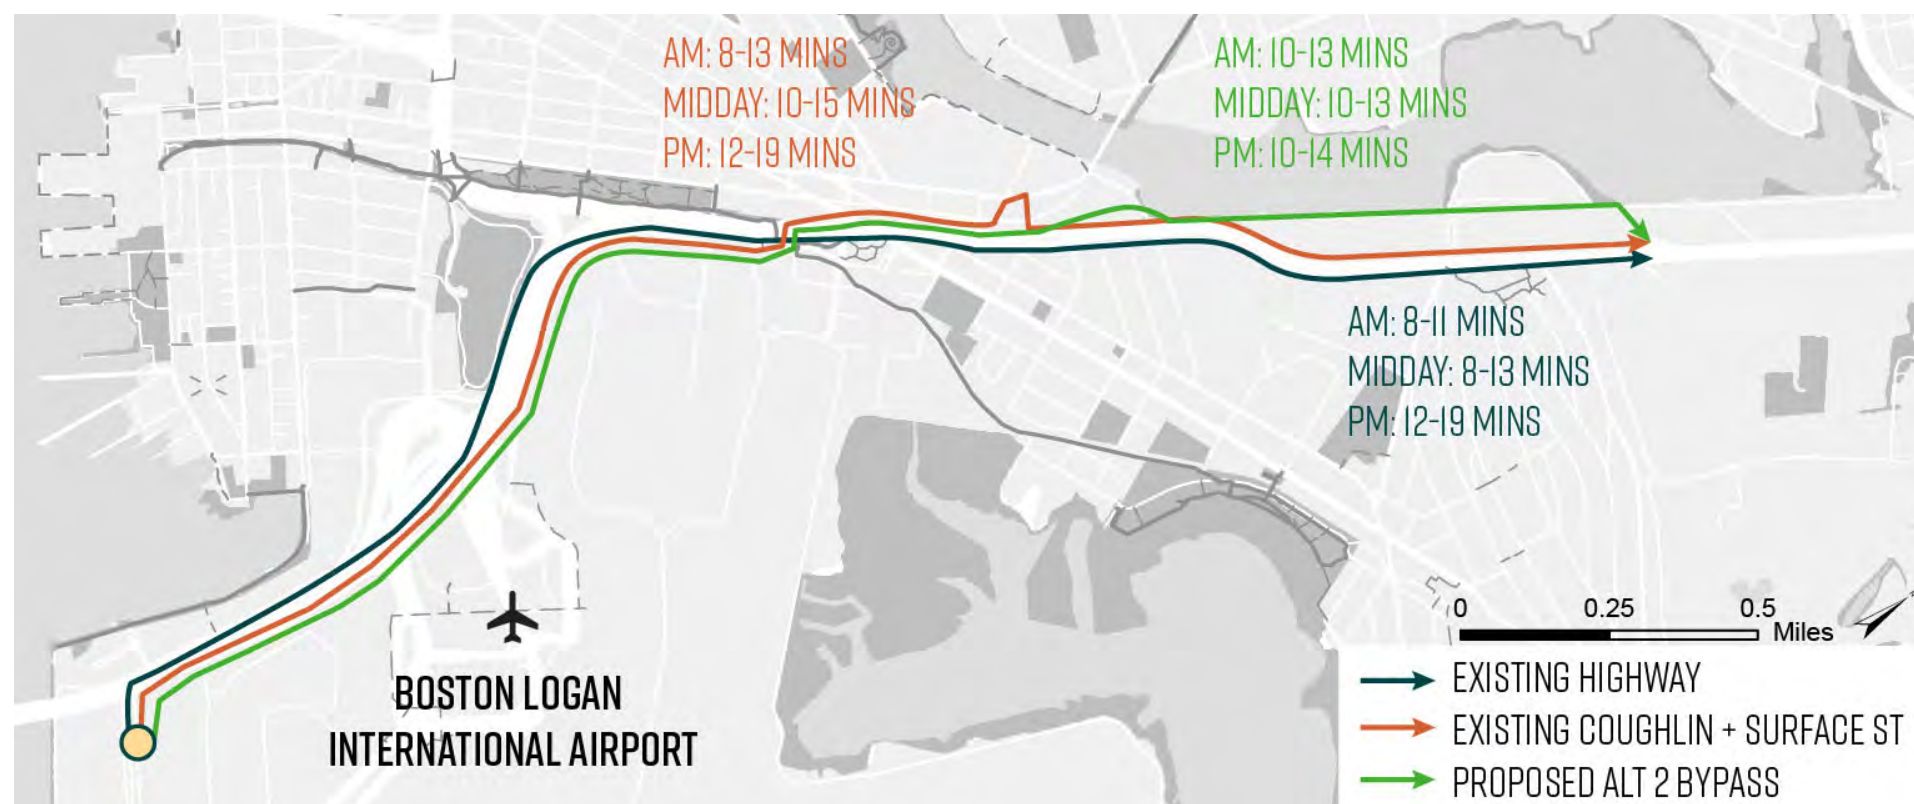 AM: 8-13 MINS
MIDDAY: 10-15 MINS
PM: 12-19 MINS
AM: 10-13 MINS
MIDDAY: 10-13 MINS
PM: 10-14 MINS
AM: 8-11 MINS
MIDDAY: 8-13 MINS
PM: 12-19 MINS
BOSTON LOGAN
INTERNATIONAL AIRPORT
0 0.25 0.5
Miles
EXISTING HIGHWAY
EXISTING COUGHLIN + SURFACE ST
PROPOSED ALT 2 BYPASS